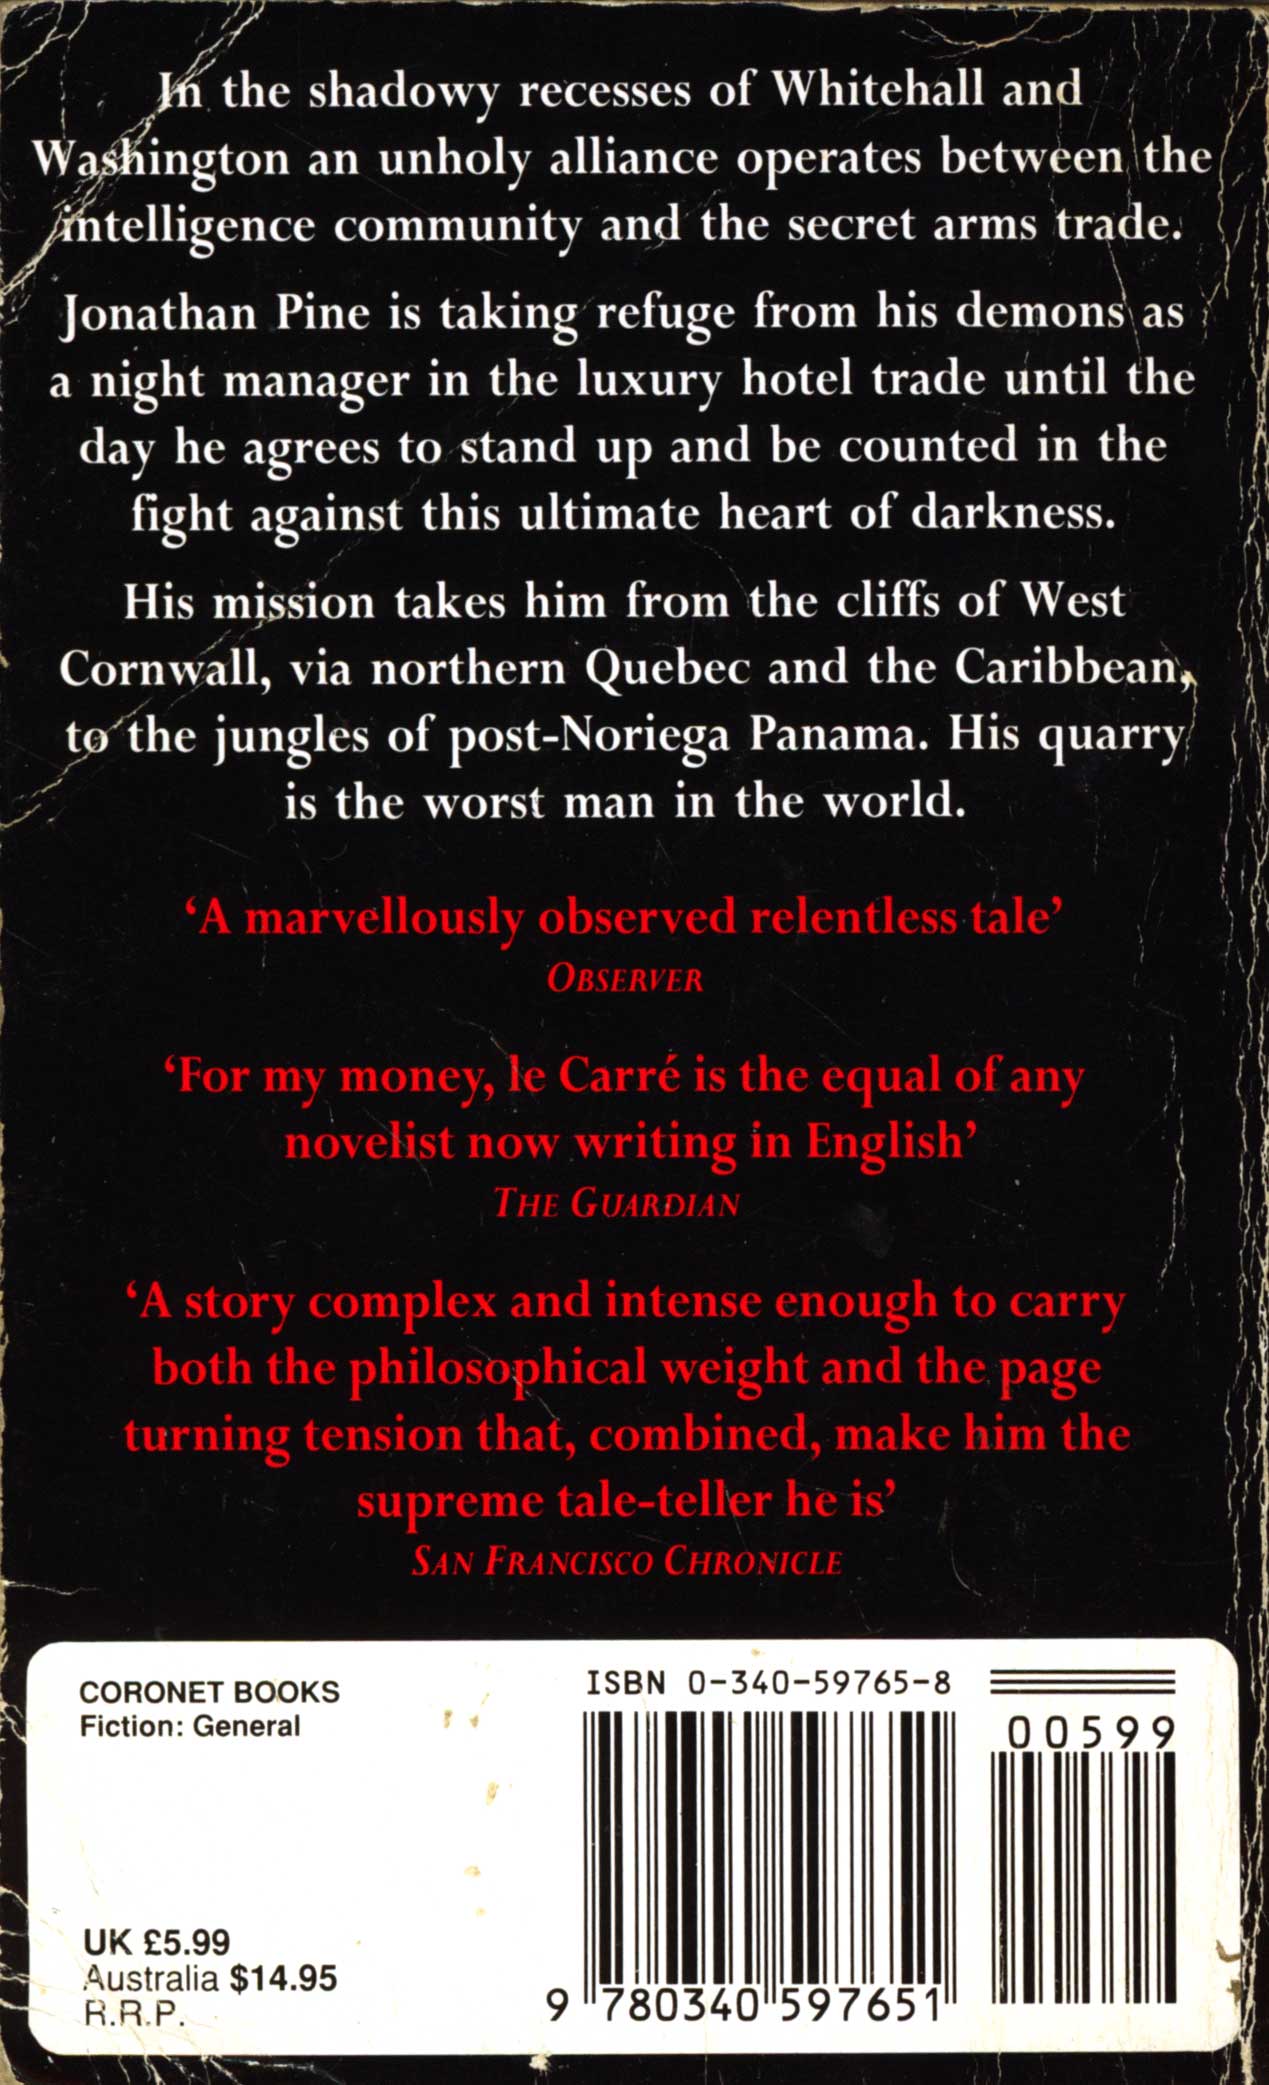 In the shadowy recesses of Whitehall and
Washington an unholy alliance operates between the
intelligence community and the secret arms trade.
Jonathan Pine is taking refuge from his demons as
a night manager in the luxury hotel trade until the
day he agrees to stand up and be counted in the
fight against this ultimate heart of darkness.
His mission takes him from the cliffs of West
Cornwall, via northern Quebec and the Caribbean,
to the jungles of post-Noriega Panama. His quarry
is the worst man in the world.
‘A marvellously observed relentless tale’
OBSERVER
‘For my money, le Carré is the equal of any
novelist now writing in English’
THE GUARDIAN
‘A story complex and intense enough to carry
both the philosophical weight and the page
turning tension that, combined, make him the
supreme tale-teller he is’
SAN FRANCISCO CHRONICLE
CORONET BOOKS
Fiction: General
UK £5.99
Australia $14.95
R.R.P.
ISBN 0-340-59765-8
00599
9 780340 597651